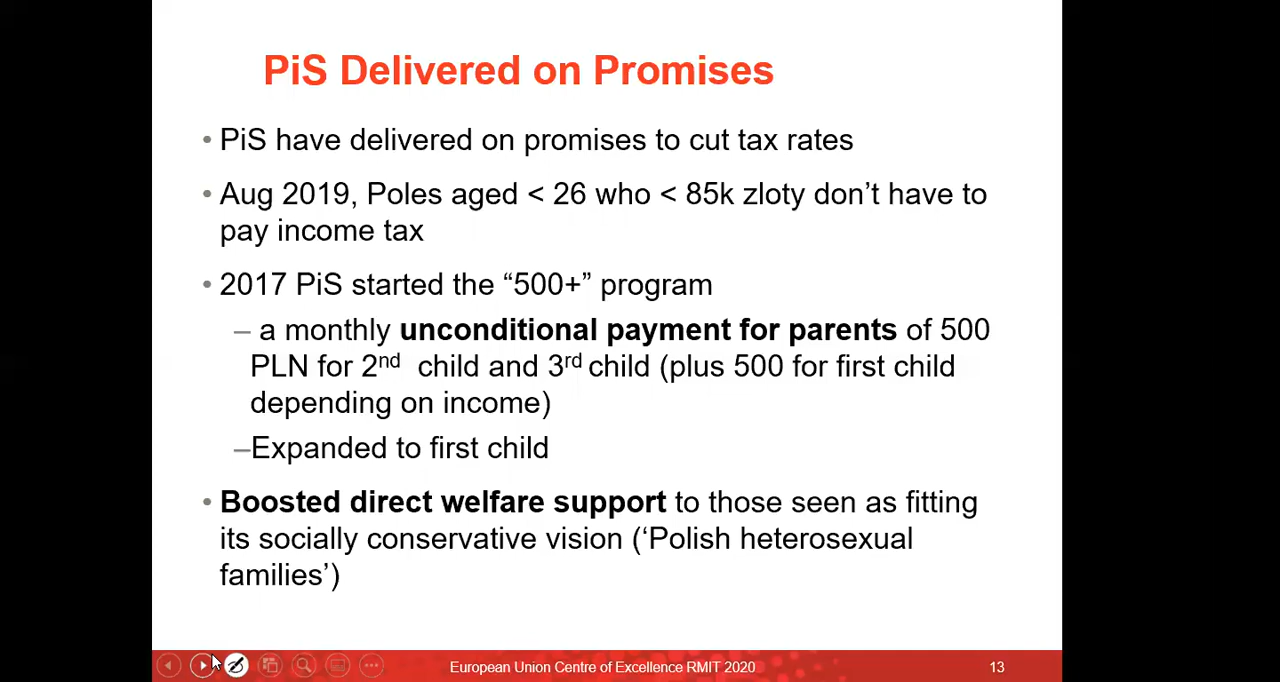 PiS Delivered on Promises
• PiS have delivered on promises to cut tax rates
• Aug 2019, Poles aged < 26 who < 85k zloty don’t have to
pay income tax
• 2017 PiS started the “500+” program
– a monthly unconditional payment for parents of 500
PLN for 2nd child and 3rd child (plus 500 for first child
depending on income)
–Expanded to first child
• Boosted direct welfare support to those seen as fitting
its socially conservative vision (‘Polish heterosexual
families’)
European Union Centre of Excellence RMIT 2020
13